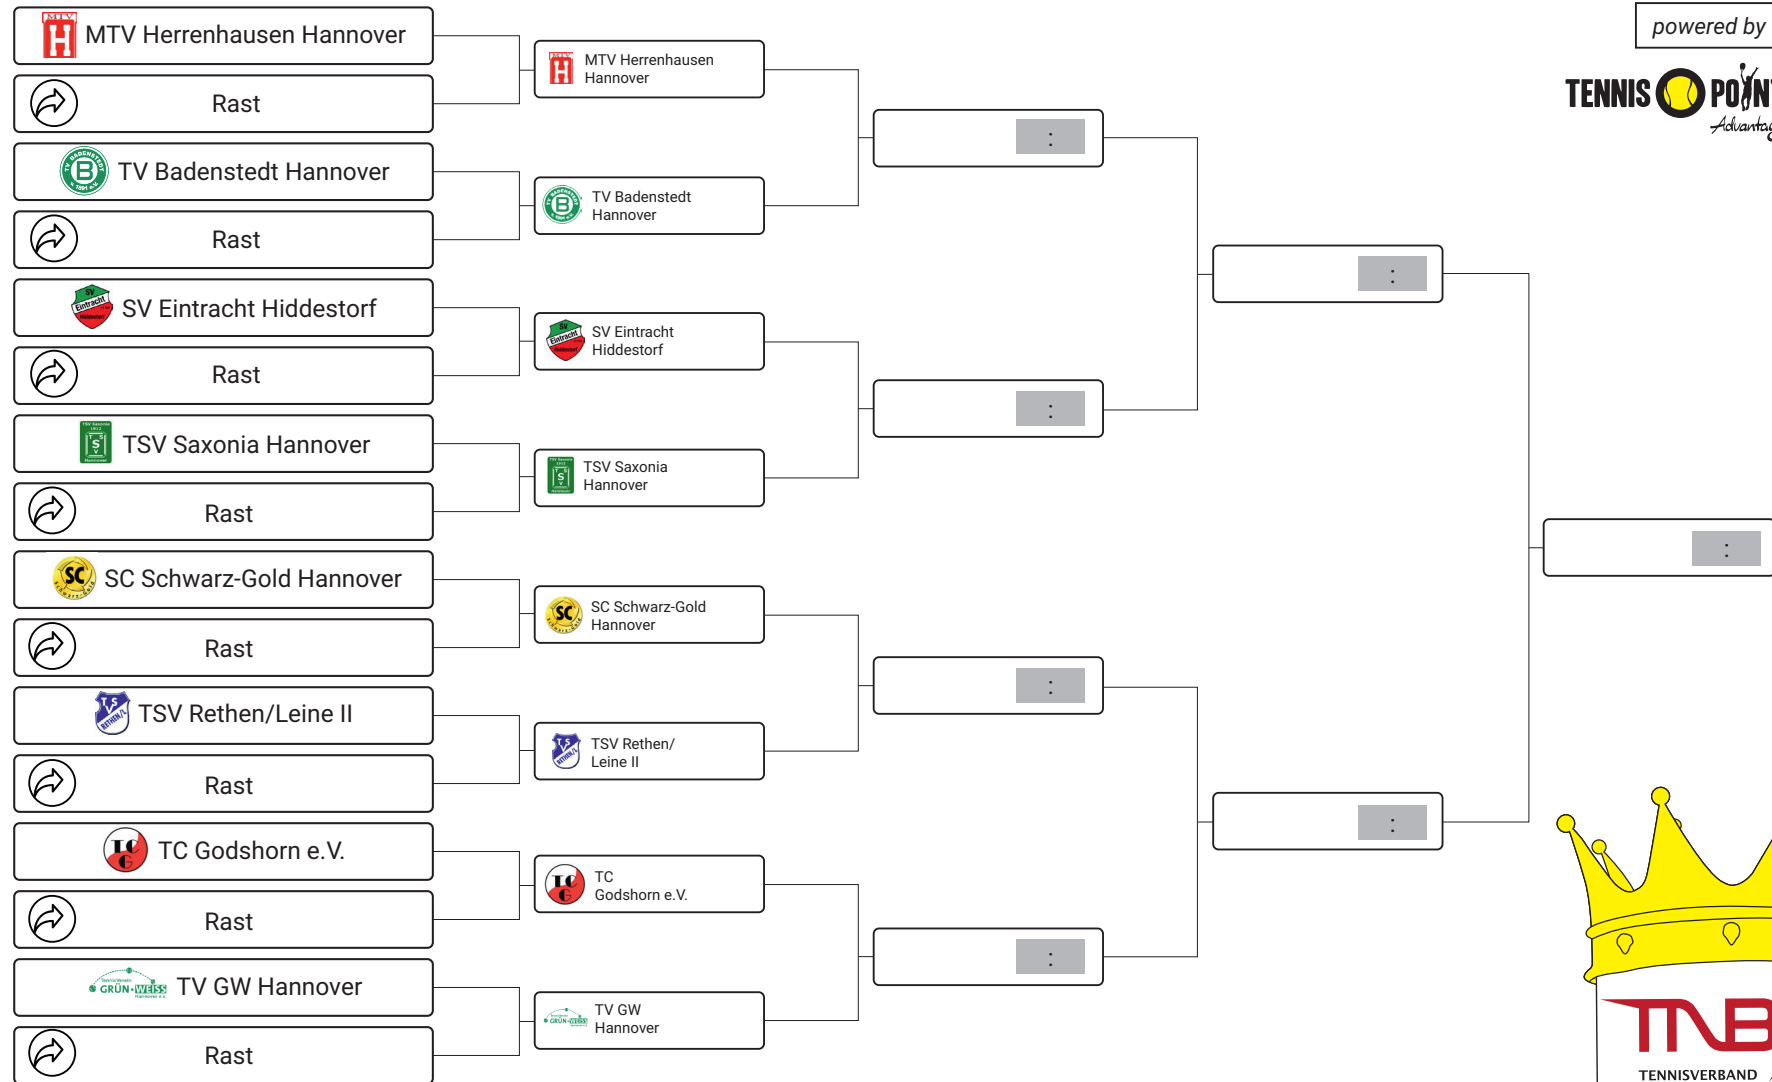 MTV Herrenhausen Hannover
Rast
TV Badenstedt Hannover
Rast
SV Eintracht Hiddestorf
Rast
TSV Saxonia Hannover
Rast
SC Schwarz-Gold Hannover
Rast
TSV Rethen/Leine II
Rast
TC Godshorn e.V.
Rast
TV GW Hannover
Rast
MTV Herrenhausen
Hannover
TV Badenstedt
Hannover
SV Eintracht
Hiddestorf
TSV Saxonia
Hannover
SC Schwarz-Gold
Hannover
TSV Rethen/
Leine II
TC
Godshorn e.V.
TV GW
Hannover
:
:
:
:
:
:
:
powered by
TENNIS POINT
Advantag
TNB
TENNISVERBAND